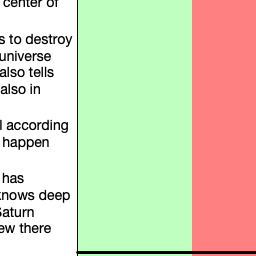 center of
s to destroy
universe
also tells
also in
l according
happen
has
knows deep
Saturn
ew there